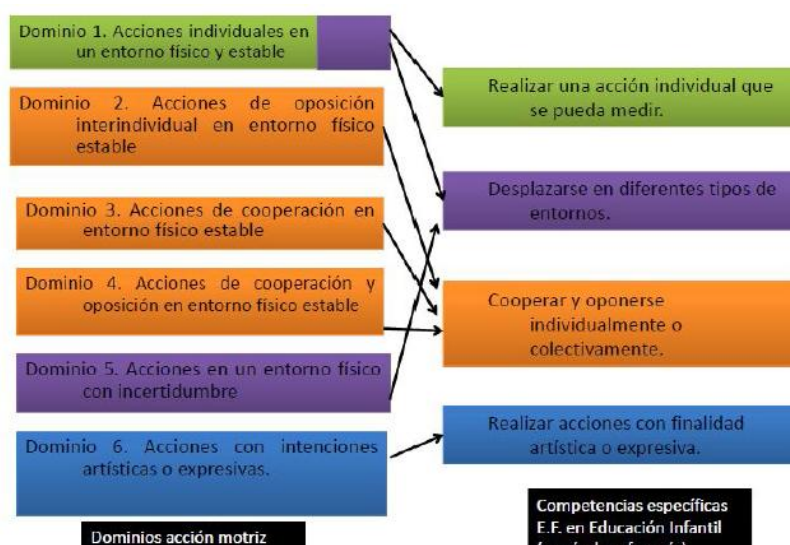 Dominio 1. Acciones individuales en
un entorno físico y estable
Dominio 2. Acciones de oposición
interindividual en entorno físico
estable
Dominio 3. Acciones de cooperación en
entorno físico estable
Dominio 4. Acciones de cooperación y
oposición en entorno físico estable
Dominio 5. Acciones en un entorno físico
con incertidumbre
Dominio 6. Acciones con intenciones
artísticas o expresivas.
Dominios acción motriz
Realizar una acción individual que
se pueda medir.
Desplazarse en diferentes tipos de
entornos.
Cooperar y oponerse
individualmente o
colectivamente.
Realizar acciones con finalidad
artística o expresiva.
Competencias específicas
E.F. en Educación Infantil